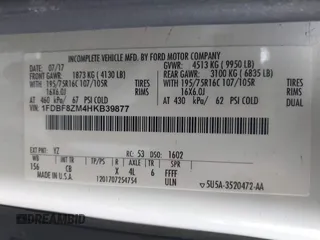 INCOMPLETE VEHICLE MFD. BY FORD MOTOR COMPANY
07/17
GVWR: 4513 KG ( 9950 LB)
FRONT GAWR: 1873 KG ( 4130 LB)
REAR GAWR: 3100 KG ( 6835 LB)
WITH 195/75R16C 107/105R TIRES
16X6.0J RIMS
AT 460 kPa/ 67 PSI COLD
WITH 195/75R16C 107/105R TIRES
16X6.0J RIMS
AT 430 kPa/ 62 PSI COLD
VIN: 1FDBF8ZM4HKB39877
EXT PNT: YZ RC: 53 DSO: 1602
WB BRK INT TR TP/PS R AXLE TR SPR
156 CB X 4L 6 FFFF
1201707254754 ULN 5U5A-3520472-AA
FREEBIDCAR.ORG